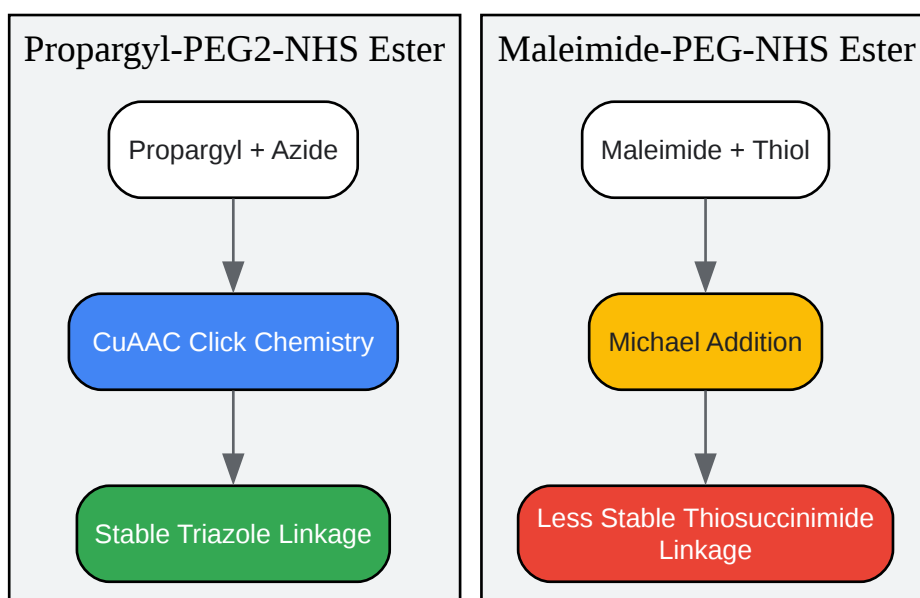 Propargyl-PEG2-NHS Ester
Propargyl + Azide
CuAAC Click Chemistry
Stable Triazole Linkage
Maleimide-PEG-NHS Ester
Maleimide + Thiol
Michael Addition
Less Stable Thiosuccinimide
Linkage